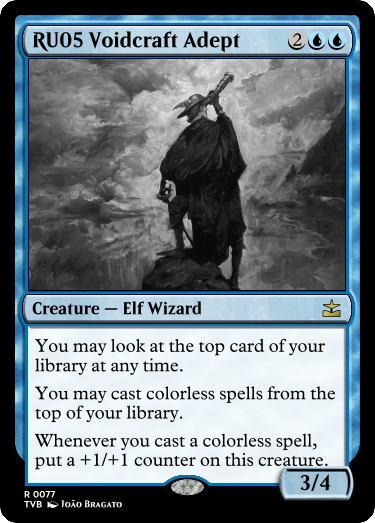 RU05 Voidcraft Adept 2
Creature — Elf Wizard
You may look at the top card of your
library at any time.
You may cast colorless spells from the
top of your library.
Whenever you cast a colorless spell,
put a +1/+1 counter on this creature.
3/4
R 0077
TVB João Bragato